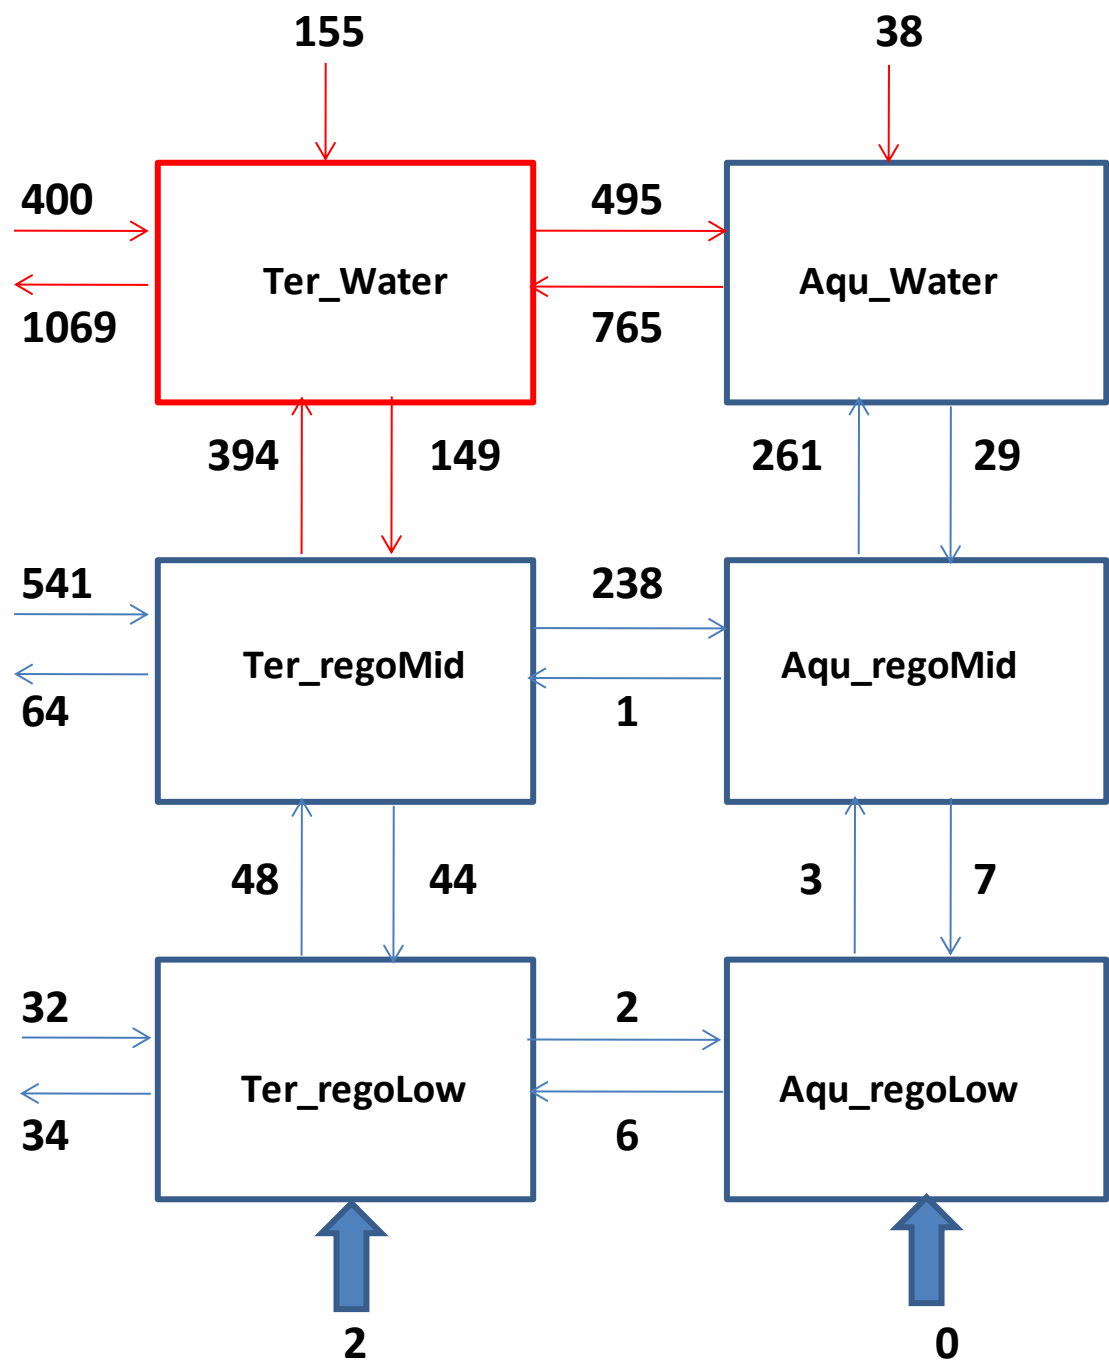 155 38
400 495
Ter_Water Aqu_Water
1069 765
394 149 261 29
541 238
Ter_regoMid Aqu_regoMid
64 1
48 44 3 7
32 2
Ter_regoLow Aqu_regoLow
34 6
2 0